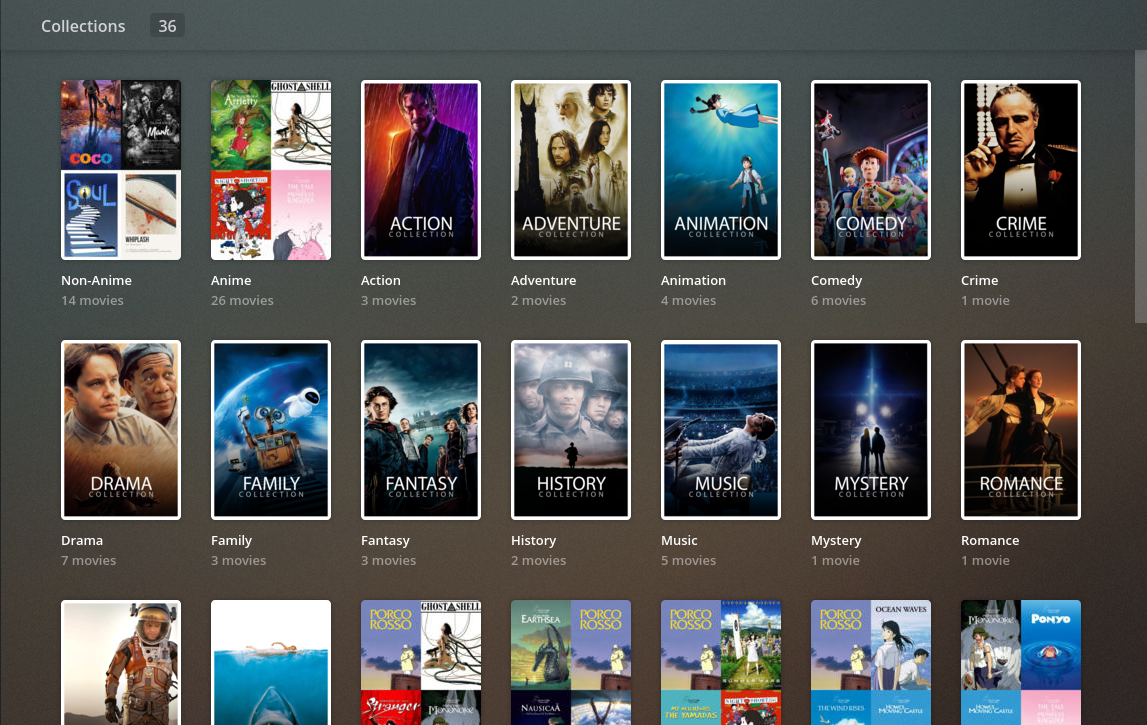 Collections 36
COCO
Mank
SOUL
WHIPLASH
Arrietty
GHOST IN THE SHELL
THE TALE
OF THE PRINCESS
KAGUYA
ACTION
COLLECTION
ADVENTURE
COLLECTION
ANIMATION
COLLECTION
COMEDY
COLLECTION
CRIME
COLLECTION
Non-Anime
14 movies
Anime
26 movies
Action
3 movies
Adventure
2 movies
Animation
4 movies
Comedy
6 movies
Crime
1 movie
DRAMA
COLLECTION
FAMILY
COLLECTION
FANTASY
COLLECTION
HISTORY
COLLECTION
MUSIC
COLLECTION
MYSTERY
COLLECTION
ROMANCE
COLLECTION
Drama
7 movies
Family
3 movies
Fantasy
3 movies
History
2 movies
Music
5 movies
Mystery
1 movie
Romance
1 movie
PORCO
ROSSO
Stranger
MONONOKE
EARTHSEA
PORCO
ROSSO
NAUSICAÄ
PORCO
ROSSO
SUMMER WARS
MY NEIGHBORS
THE YAMADAS
PORCO
ROSSO
OCEAN WAVES
THE WIND RISES
HOWL'S
MOVING CASTLE
MONONOKE
PONYO
HOWL'S
MOVING CASTLE